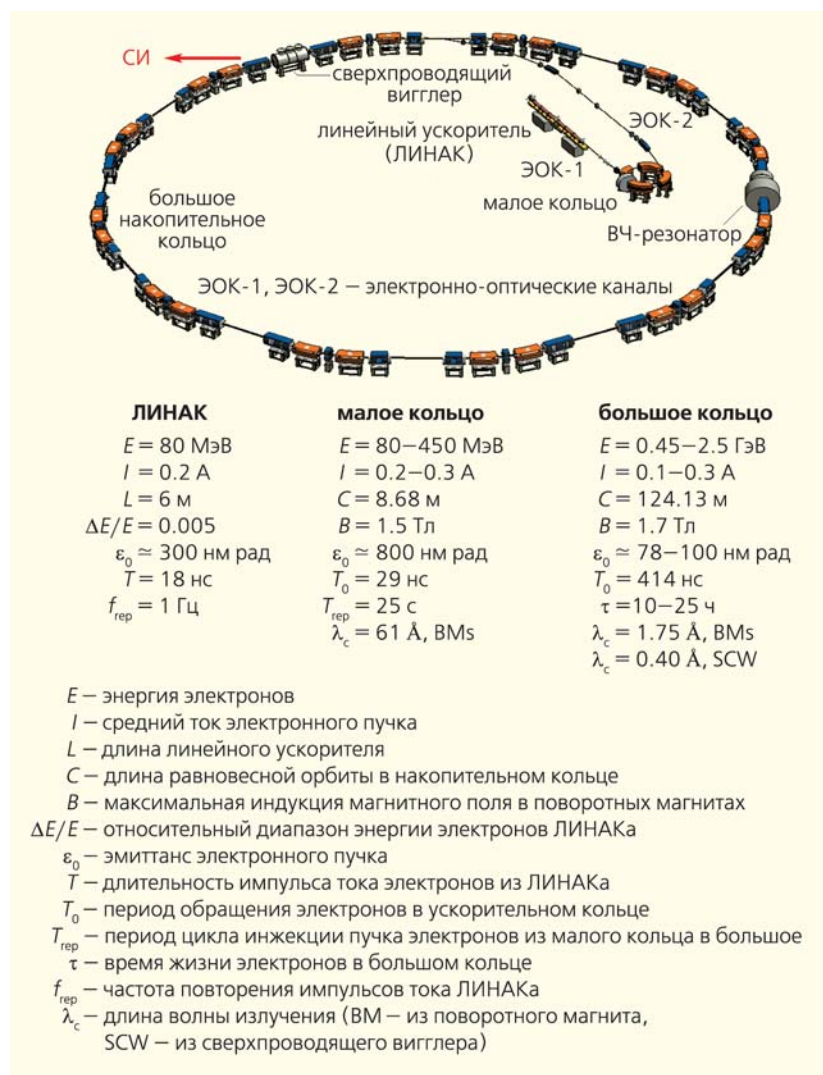 СИ
сверхпроводящий
вигглер
линейный ускоритель
(ЛИНАК)
ЭОК-2
ЭОК-1
малое кольцо
большое
накопительное
кольцо
ВЧ-резонатор
ЭОК-1, ЭОК-2 – электронно-оптические каналы
ЛИНАК
E = 80 МэВ
I = 0.2 А
L = 6 м
ΔE/E = 0.005
ε₀ ≃ 300 нм рад
T = 18 нс
f_rep = 1 Гц
малое кольцо
E = 80–450 МэВ
I = 0.2–0.3 А
C = 8.68 м
B = 1.5 Тл
ε₀ ≃ 800 нм рад
T₀ = 29 нс
T_rep = 25 с
λ_c = 61 Å, BMs
большое кольцо
E = 0.45–2.5 ГэВ
I = 0.1–0.3 А
C = 124.13 м
B = 1.7 Тл
ε₀ ≃ 78–100 нм рад
T₀ = 414 нс
τ =10–25 ч
λ_c = 1.75 Å, BMs
λ_c = 0.40 Å, SCW
E – энергия электронов
I – средний ток электронного пучка
L – длина линейного ускорителя
C – длина равновесной орбиты в накопительном кольце
B – максимальная индукция магнитного поля в поворотных магнитах
ΔE/E – относительный диапазон энергии электронов ЛИНАКа
ε₀ – эмиттанс электронного пучка
T – длительность импульса тока электронов из ЛИНАКа
T₀ – период обращения электронов в ускорительном кольце
T_rep – период цикла инжекции пучка электронов из малого кольца в большое
τ – время жизни электронов в большом кольце
f_rep – частота повторения импульсов тока ЛИНАКа
λ_c – длина волны излучения (BM – из поворотного магнита,
SCW – из сверхпроводящего вигглера)